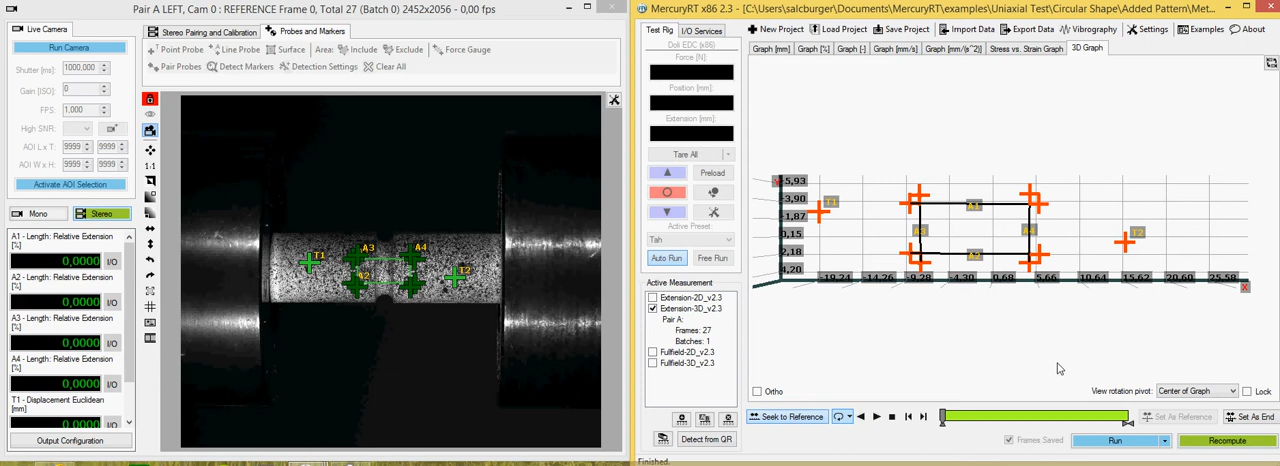 Pair A LEFT, Cam 0 : REFERENCE Frame 0, Total 27 (Batch 0) 2452x2056 - 0,00 fps
Live Camera
Run Camera
Shutter [ms]: 1000.000
Gain [ISO]: 0
FPS: 1,000
High SNR:
AOI L x T: 9999 9999
AOI W x H: 9999 9999
Activate AOI Selection
Mono Stereo
A1 - Length: Relative Extension [%]
0,0000 I/O
A2 - Length: Relative Extension [%]
0,0000 I/O
A3 - Length: Relative Extension [%]
0,0000 I/O
A4 - Length: Relative Extension [%]
0,0000 I/O
T1 - Displacement Euclidean [mm]
0,0000 I/O
Output Configuration
Stereo Pairing and Calibration Probes and Markers
Point Probe Line Probe Surface Area: Include Exclude Force Gauge
Pair Probes Detect Markers Detection Settings Clear All
1:1
T1 A3 A4
A2 T2
MercuryRT x86 2.3 - [C:\Users\salcburger\Documents\MercuryRT\examples\Uniaxial Test\Circular Shape\Added Pattern\Met...
Test Rig I/O Services
Doli EDC (x86)
Force [N]:
Position [mm]:
Extension [mm]:
Tare All
Preload
Active Preset:
Tah
Auto Run Free Run
Active Measurement
Extension-2D_v2.3
Extension-3D_v2.3
Pair A:
Frames: 27
Batches: 1
Fullfield-2D_v2.3
Fullfield-3D_v2.3
Detect from QR
Finished.
New Project Load Project Save Project Import Data Export Data Settings Examples About
Graph [mm] Graph [%] Graph [-] Graph [mm/s] Graph [mm/(s^2)] Stress vs. Strain Graph 3D Graph
5,93
3,90
-1,87
0,15
2,18
4,20
T1 A1 A3 A4 T2 A2
-19,24 -14,26 -9,28 -4,30 0,68 5,66 10,64 15,62 20,60 25,58
X
Ortho View rotation pivot: Center of Graph Lock
Seek to Reference Set As Reference Set As End
Frames Saved Run Recompute